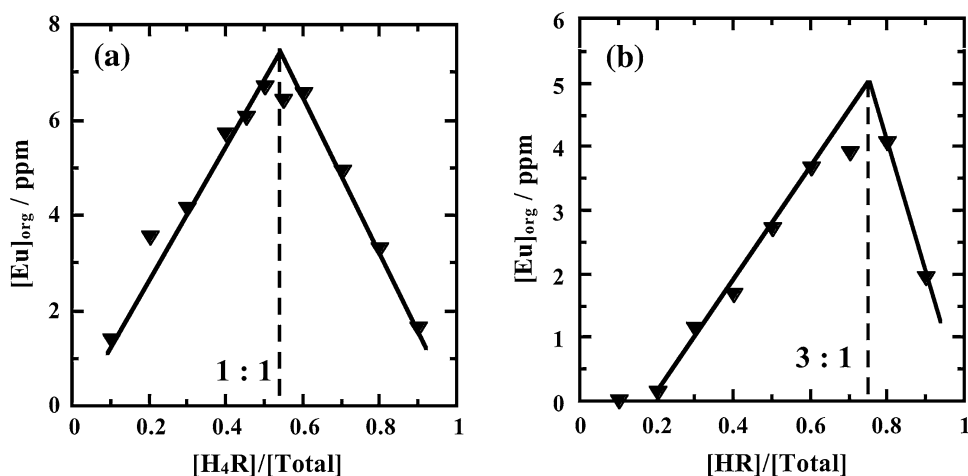 (a)
[Eu]org / ppm
8
6
4
2
0
1 : 1
0 0.2 0.4 0.6 0.8 1
[H₄R]/[Total]
(b)
[Eu]org / ppm
6
5
4
3
2
1
0
3 : 1
0 0.2 0.4 0.6 0.8 1
[HR]/[Total]